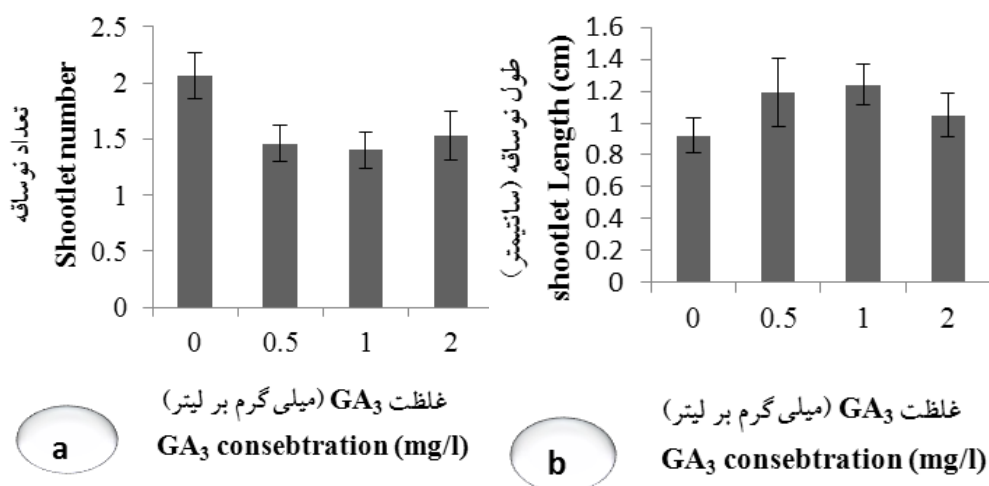 تعداد نوساقه
Shootlet number
2.5
2
1.5
1
0.5
0
0 0.5 1 2
غلظت GA₃ (میلی گرم بر لیتر)
GA₃ consebtration (mg/l)
a
طول نوساقه (سانتیمتر)
shootlet Length (cm)
1.6
1.4
1.2
1
0.8
0.6
0.4
0.2
0
0 0.5 1 2
غلظت GA₃ (میلی گرم بر لیتر)
GA₃ consebtration (mg/l)
b